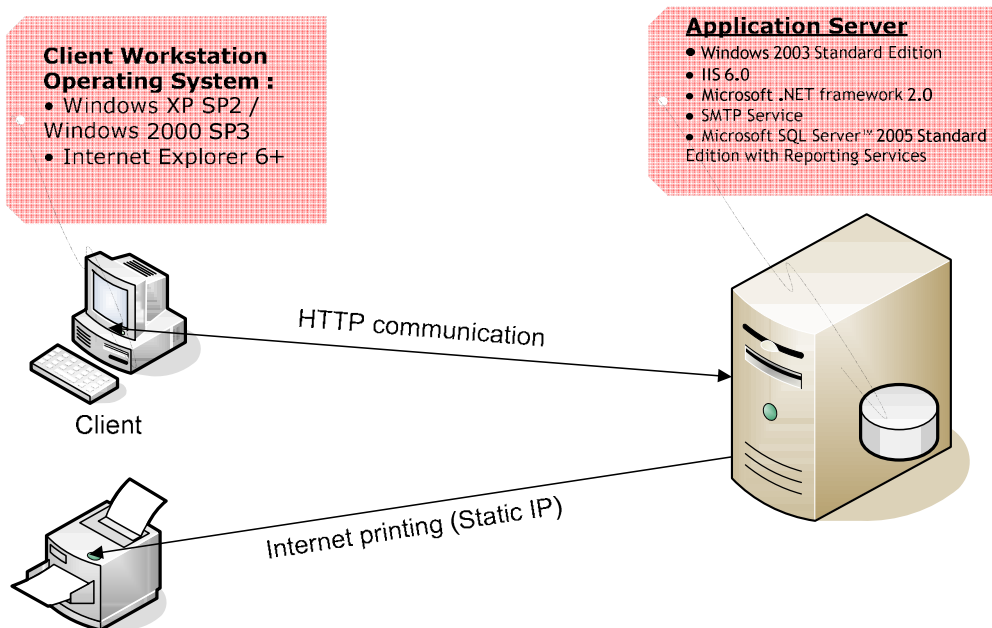 Client Workstation
Operating System :
• Windows XP SP2 /
Windows 2000 SP3
• Internet Explorer 6+
Application Server
• Windows 2003 Standard Edition
• IIS 6.0
• Microsoft .NET framework 2.0
• SMTP Service
• Microsoft SQL Server™ 2005 Standard
Edition with Reporting Services
HTTP communication
Client
Internet printing (Static IP)